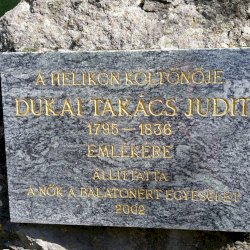 A HELIKON KÖLTŐNŐJE
DUKAI TAKÁCS JUDIT
1795 - 1836
EMLÉKÉRE
ÁLLÍTTATTA
A NŐK A BALATONÉRT EGYESÜLET
2002